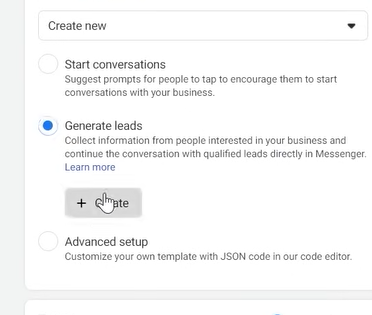 Create new
Start conversations
Suggest prompts for people to tap to encourage them to start
conversations with your business.
Generate leads
Collect information from people interested in your business and
continue the conversation with qualified leads directly in Messenger.
Learn more
+ Create
Advanced setup
Customize your own template with JSON code in our code editor.